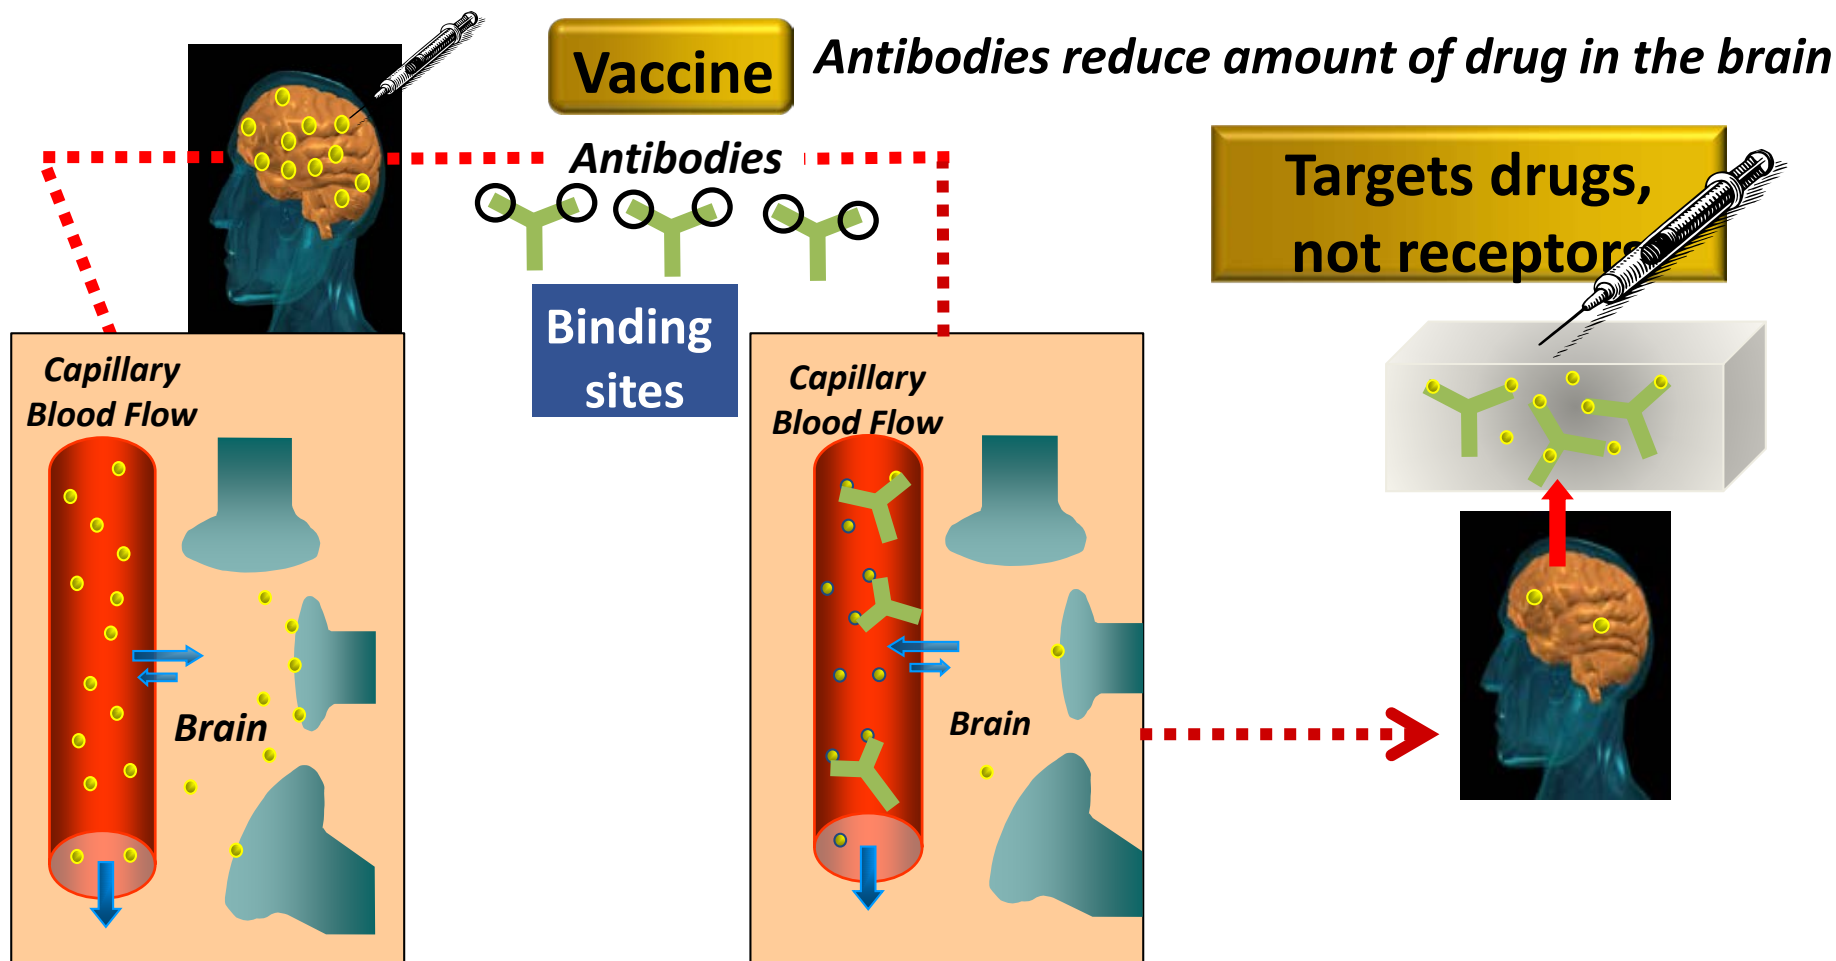 Vaccine
Antibodies reduce amount of drug in the brain
Antibodies
Binding
sites
Targets drugs,
not receptors
Capillary
Blood Flow
Brain
Capillary
Blood Flow
Brain